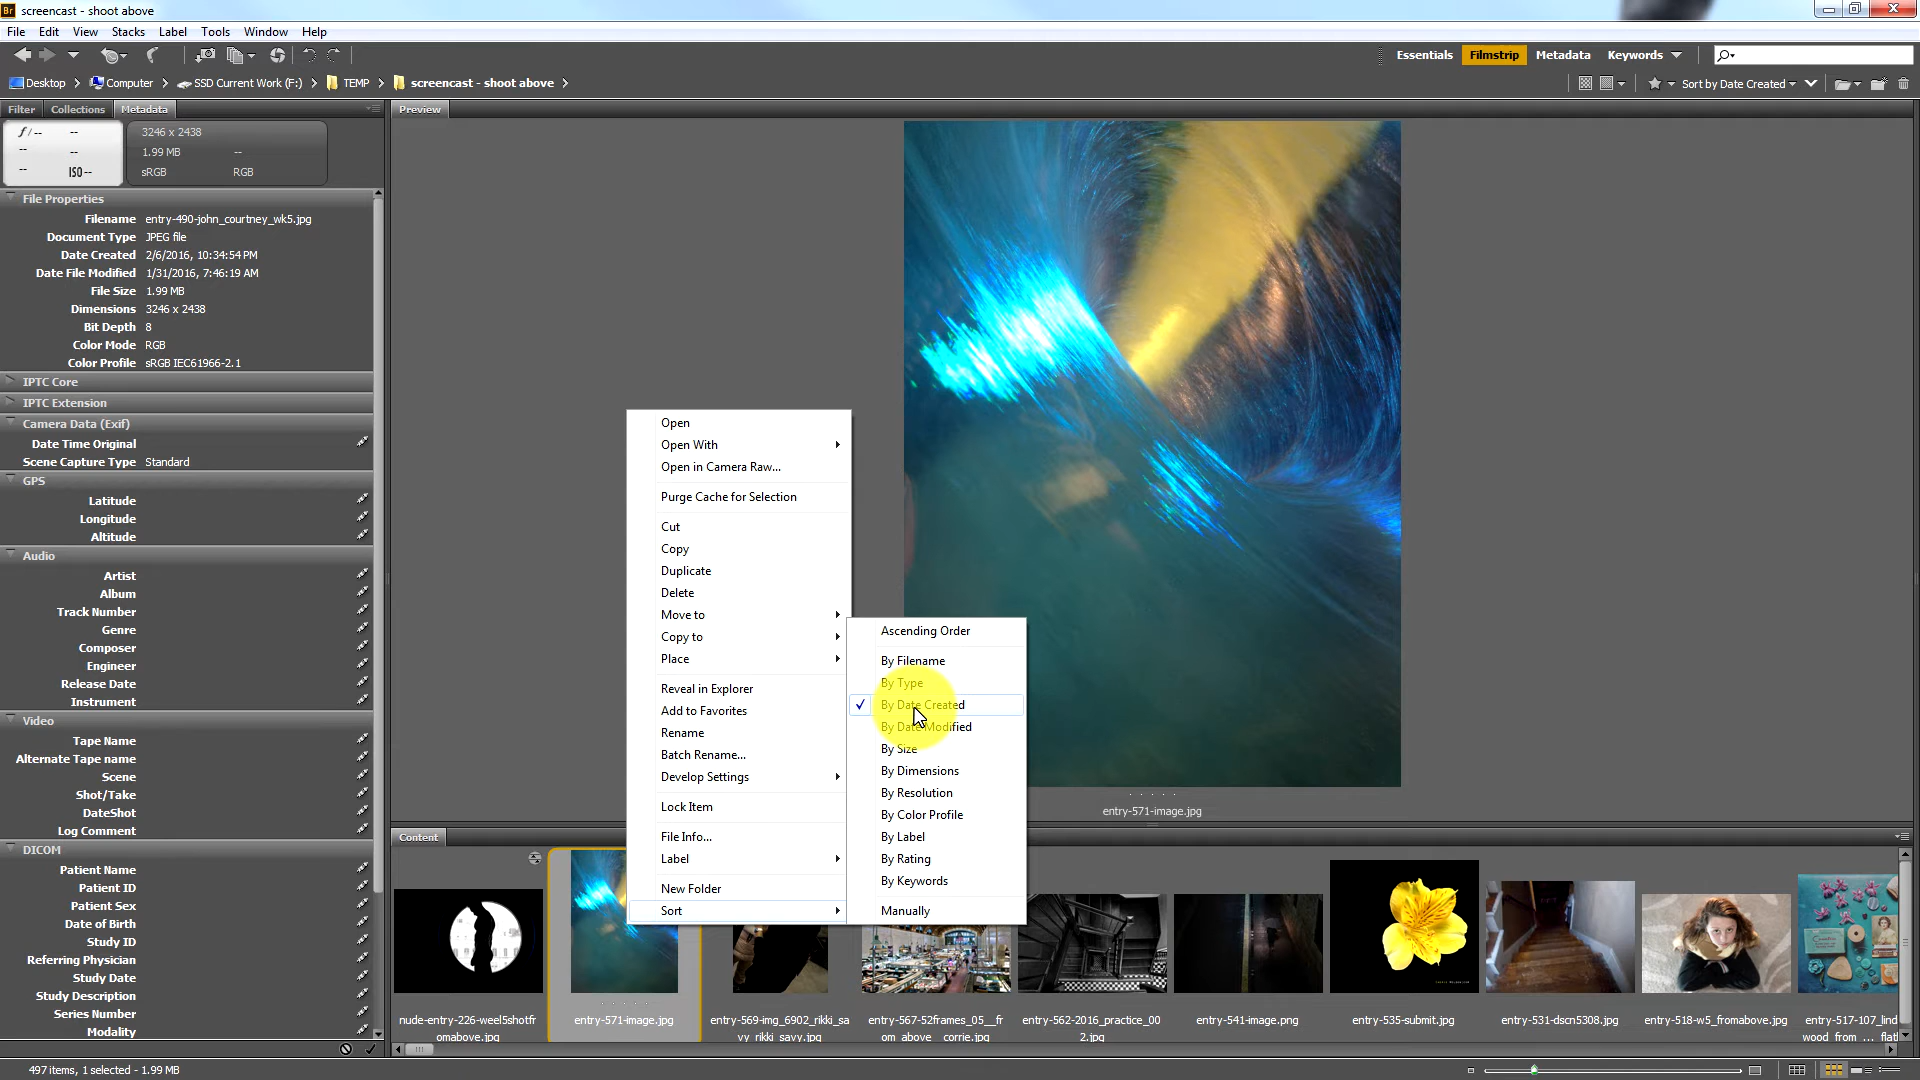 Br screencast - shoot above
File Edit View Stacks Label Tools Window Help
Essentials Filmstrip Metadata Keywords
Desktop Computer SSD Current Work (F:) TEMP screencast - shoot above
Sort by Date Created
Filter Collections Metadata
f/-- --
-- --
-- ISO--
3246 x 2438
1.99 MB --
sRGB RGB
File Properties
Filename entry-490-john_courtney_wk5.jpg
Document Type JPEG file
Date Created 2/6/2016, 10:34:54 PM
Date File Modified 1/31/2016, 7:46:19 AM
File Size 1.99 MB
Dimensions 3246 x 2438
Bit Depth 8
Color Mode RGB
Color Profile sRGB IEC61966-2.1
IPTC Core
IPTC Extension
Camera Data (Exif)
Date Time Original
Scene Capture Type Standard
GPS
Latitude
Longitude
Altitude
Audio
Artist
Album
Track Number
Genre
Composer
Engineer
Release Date
Instrument
Video
Tape Name
Alternate Tape name
Scene
Shot/Take
DateShot
Log Comment
DICOM
Patient Name
Patient ID
Patient Sex
Date of Birth
Study ID
Referring Physician
Study Date
Study Description
Series Number
Modality
Preview
Open
Open With
Open in Camera Raw...
Purge Cache for Selection
Cut
Copy
Duplicate
Delete
Move to
Copy to
Place
Reveal in Explorer
Add to Favorites
Rename
Batch Rename...
Develop Settings
Lock Item
File Info...
Label
New Folder
Sort
Ascending Order
By Filename
By Type
By Date Created
By Date Modified
By Size
By Dimensions
By Resolution
By Color Profile
By Label
By Rating
By Keywords
Manually
entry-571-image.jpg
Content
nude-entry-226-weel5shotfr
omabove.jpg
entry-571-image.jpg
entry-569-img_6902_rikki_sa
vy_rikki_savy.jpg
entry-567-52frames_05__fr
om_above__corrie.jpg
entry-562-2016_practice_00
2.jpg
entry-541-image.png
entry-535-submit.jpg
entry-531-dscn5308.jpg
entry-518-w5_fromabove.jpg
entry-517-107_lind
wood_from_... flat
497 items, 1 selected - 1.99 MB